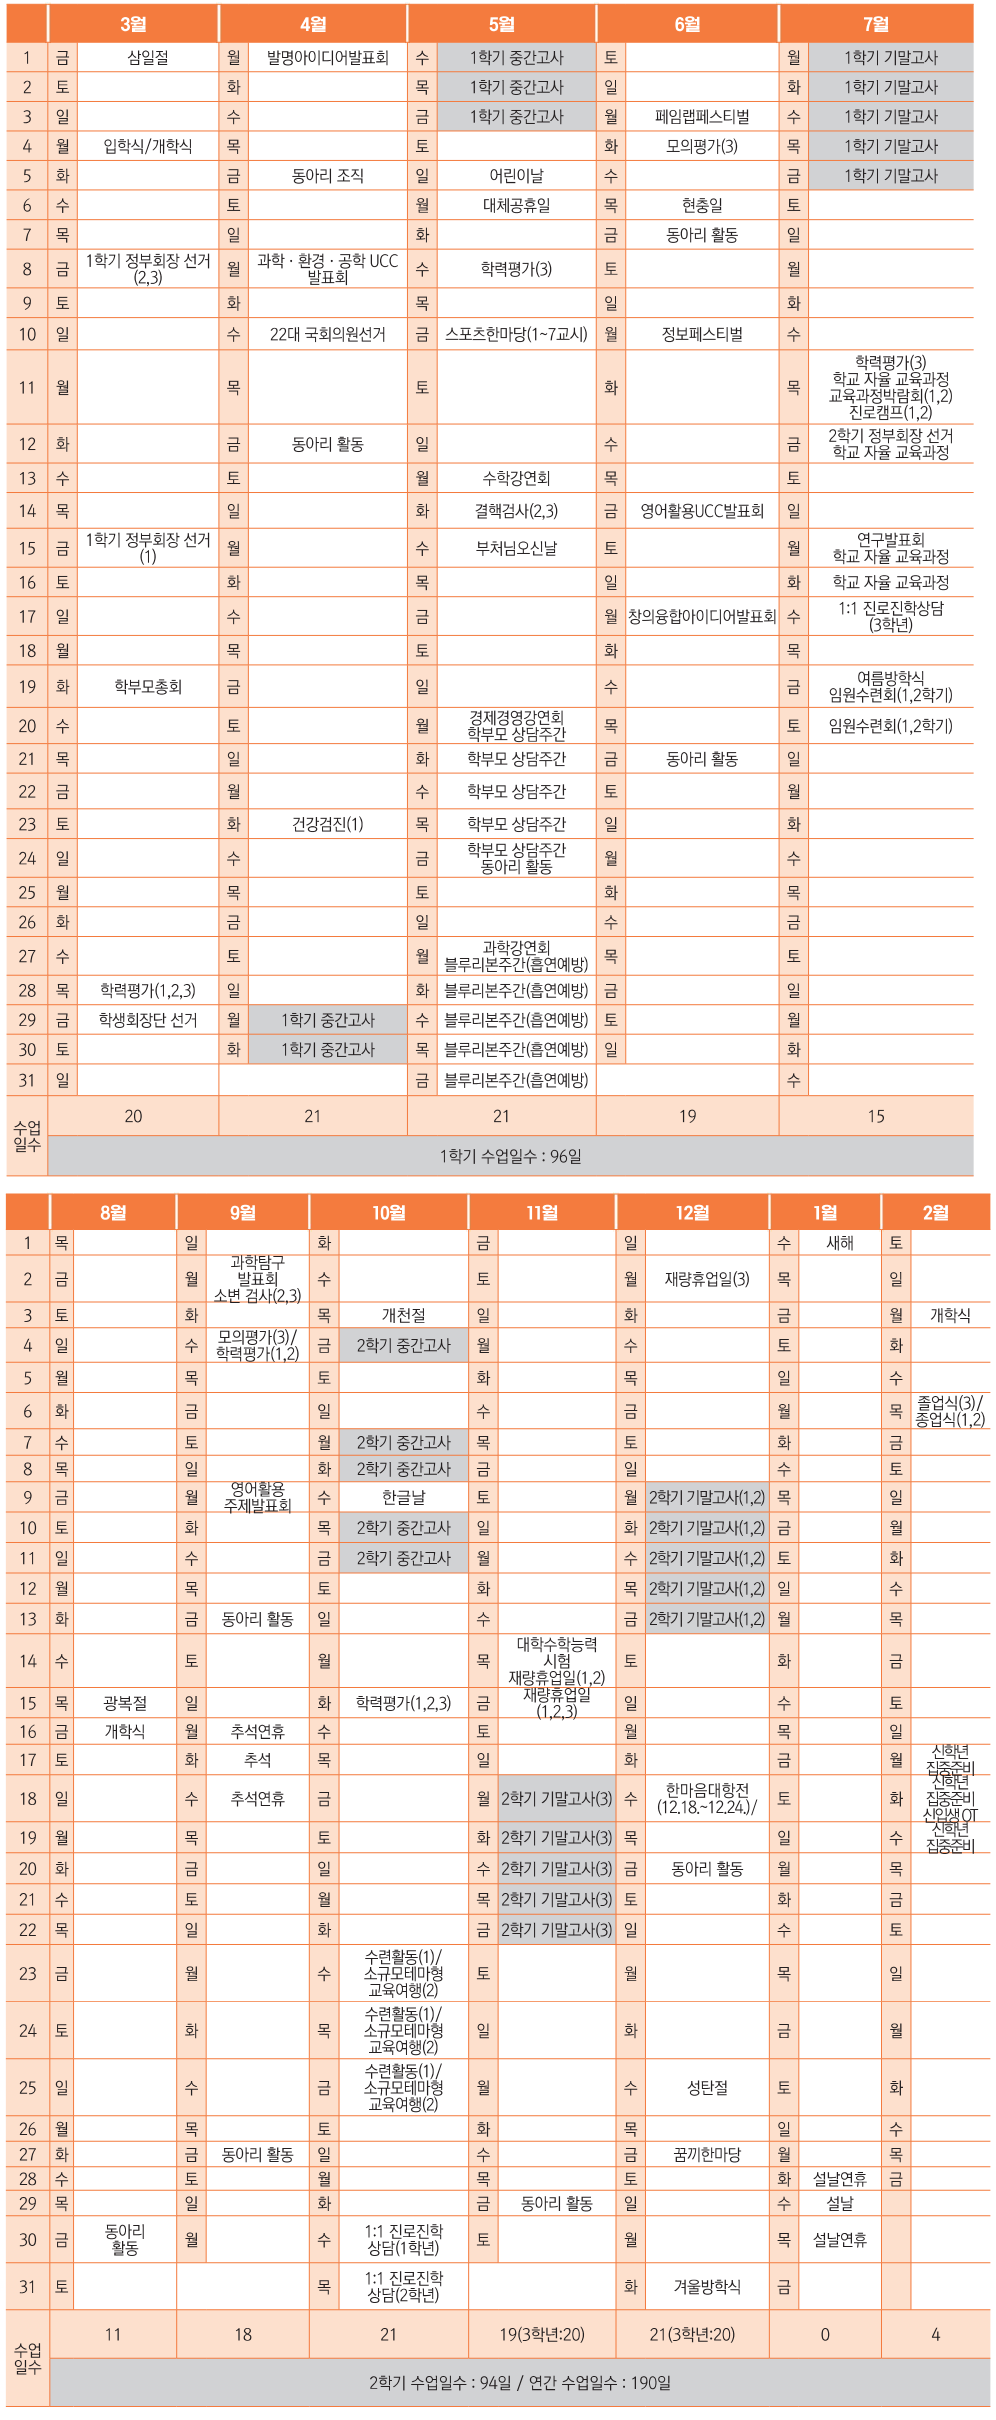 3월 4월 5월 6월 7월
1 금 삼일절 월 발명아이디어발표회 수 1학기 중간고사 토 월 1학기 기말고사
2 토 화 목 1학기 중간고사 일 화 1학기 기말고사
3 일 수 금 1학기 중간고사 월 페임랩페스티벌 수 1학기 기말고사
4 월 입학식/개학식 목 토 화 모의평가(3) 목 1학기 기말고사
5 화 금 동아리 조직 일 어린이날 수 금 1학기 기말고사
6 수 토 월 대체공휴일 목 현충일 토
7 목 일 화 금 동아리 활동 일
8 금 1학기 정부회장 선거
(2,3) 월 과학·환경·공학 UCC
발표회 수 학력평가(3) 토 월
9 토 화 목 일 화
10 일 수 22대 국회의원선거 금 스포츠한마당(1~7교시) 월 정보페스티벌 수
11 월 목 토 화 목 학력평가(3)
학교 자율 교육과정
교육과정박람회(1,2)
진로캠프(1,2)
12 화 금 동아리 활동 일 수 금 2학기 정부회장 선거
학교 자율 교육과정
13 수 토 월 수학강연회 목 토
14 목 일 화 결핵검사(2,3) 금 영어활용UCC발표회 일
15 금 1학기 정부회장 선거
(1) 월 수 부처님오신날 토 월 연구발표회
학교 자율 교육과정
16 토 화 목 일 화 학교 자율 교육과정
17 일 수 금 월 창의융합아이디어발표회 수 1:1 진로진학상담
(3학년)
18 월 목 토 화 목
19 화 학부모총회 금 일 수 금 여름방학식
임원수련회(1,2학기)
20 수 토 월 경제경영강연회
학부모 상담주간 목 토 임원수련회(1,2학기)
21 목 일 화 학부모 상담주간 금 동아리 활동 일
22 금 월 수 학부모 상담주간 토 월
23 토 화 건강검진(1) 목 학부모 상담주간 일 화
24 일 수 금 학부모 상담주간
동아리 활동 월 수
25 월 목 토 화 목
26 화 금 일 수 금
27 수 토 월 과학강연회
블루리본주간(흡연예방) 목 토
28 목 학력평가(1,2,3) 일 화 블루리본주간(흡연예방) 금 일
29 금 학생회장단 선거 월 1학기 중간고사 수 블루리본주간(흡연예방) 토 월
30 토 화 1학기 중간고사 목 블루리본주간(흡연예방) 일 화
31 일 금 블루리본주간(흡연예방) 수
수업
일수 20 21 21 19 15
1학기 수업일수 : 96일
8월 9월 10월 11월 12월 1월 2월
1 목 일 화 금 일 수 새해 토
2 금 월 과학탐구
발표회
소변 검사(2,3) 수 토 월 재량휴업일(3) 목 일
3 토 화 목 개천절 일 화 금 월 개학식
4 일 수 모의평가(3)/
학력평가(1,2) 금 2학기 중간고사 월 수 토 화
5 월 목 토 화 목 일 수
6 화 금 일 수 금 월 목 졸업식(3)/
종업식(1,2)
7 수 토 월 2학기 중간고사 목 토 화 금
8 목 일 화 2학기 중간고사 금 일 수 토
9 금 월 영어활용
주제발표회 수 한글날 토 월 2학기 기말고사(1,2) 목 일
10 토 화 목 2학기 중간고사 일 화 2학기 기말고사(1,2) 금 월
11 일 수 금 2학기 중간고사 월 수 2학기 기말고사(1,2) 토 화
12 월 목 토 화 목 2학기 기말고사(1,2) 일 수
13 화 금 동아리 활동 일 수 금 2학기 기말고사(1,2) 월 목
14 수 토 월 목 대학수학능력
시험
재량휴업일(1,2) 토 화 금
15 목 광복절 일 화 학력평가(1,2,3) 금 재량휴업일
(1,2,3) 일 수 토
16 금 개학식 월 추석연휴 수 토 월 목 일
17 토 화 추석 목 일 화 금 월 신학년
집중준비
18 일 수 추석연휴 금 월 2학기 기말고사(3) 수 한마음대항전
(12.18.~12.24.)/ 토 화 신학년
집중준비
신입생OT
19 월 목 토 화 2학기 기말고사(3) 목 일 수 신학년
집중준비
20 화 금 일 수 2학기 기말고사(3) 금 동아리 활동 월 목
21 수 토 월 목 2학기 기말고사(3) 토 화 금
22 목 일 화 금 2학기 기말고사(3) 일 수 토
23 금 월 수 수련활동(1)/
소규모테마형
교육여행(2) 토 월 목 일
24 토 화 목 수련활동(1)/
소규모테마형
교육여행(2) 일 화 금 월
25 일 수 금 수련활동(1)/
소규모테마형
교육여행(2) 월 수 성탄절 토 화
26 월 목 토 화 목 일 수
27 화 금 동아리 활동 일 수 금 꿈끼한마당 월 목
28 수 토 월 목 토 화 설날연휴 금
29 목 일 화 금 동아리 활동 일 수 설날
30 금 동아리
활동 월 수 1:1 진로진학
상담(1학년) 토 월 목 설날연휴
31 토 목 1:1 진로진학
상담(2학년) 화 겨울방학식 금
수업
일수 11 18 21 19(3학년:20) 21(3학년:20) 0 4
2학기 수업일수 : 94일 / 연간 수업일수 : 190일